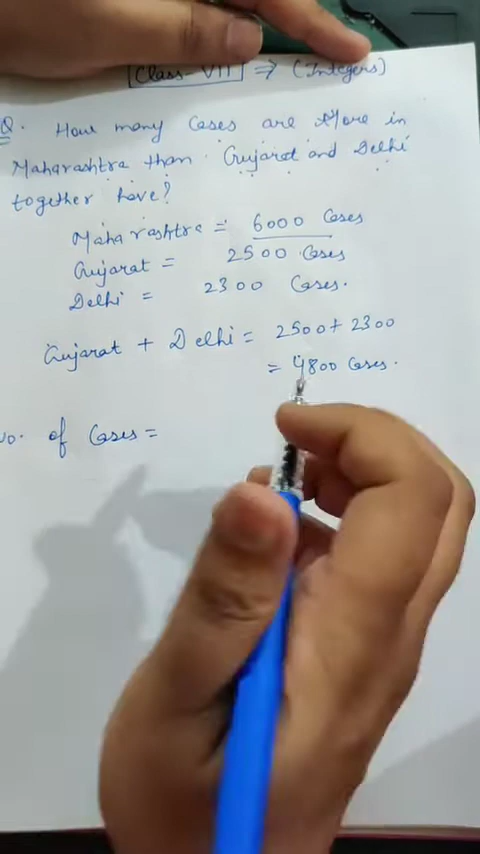 Class-VII ⇒ (Integers)
Q. How many Cases are More in
Maharashtra than Gujarat and Delhi
together have?
Maharashtra = 6000 Cases
Gujarat = 2500 Cases
Delhi = 2300 Cases.
Gujarat + Delhi = 2500 + 2300
= 4800 Cases.
No. of Cases =